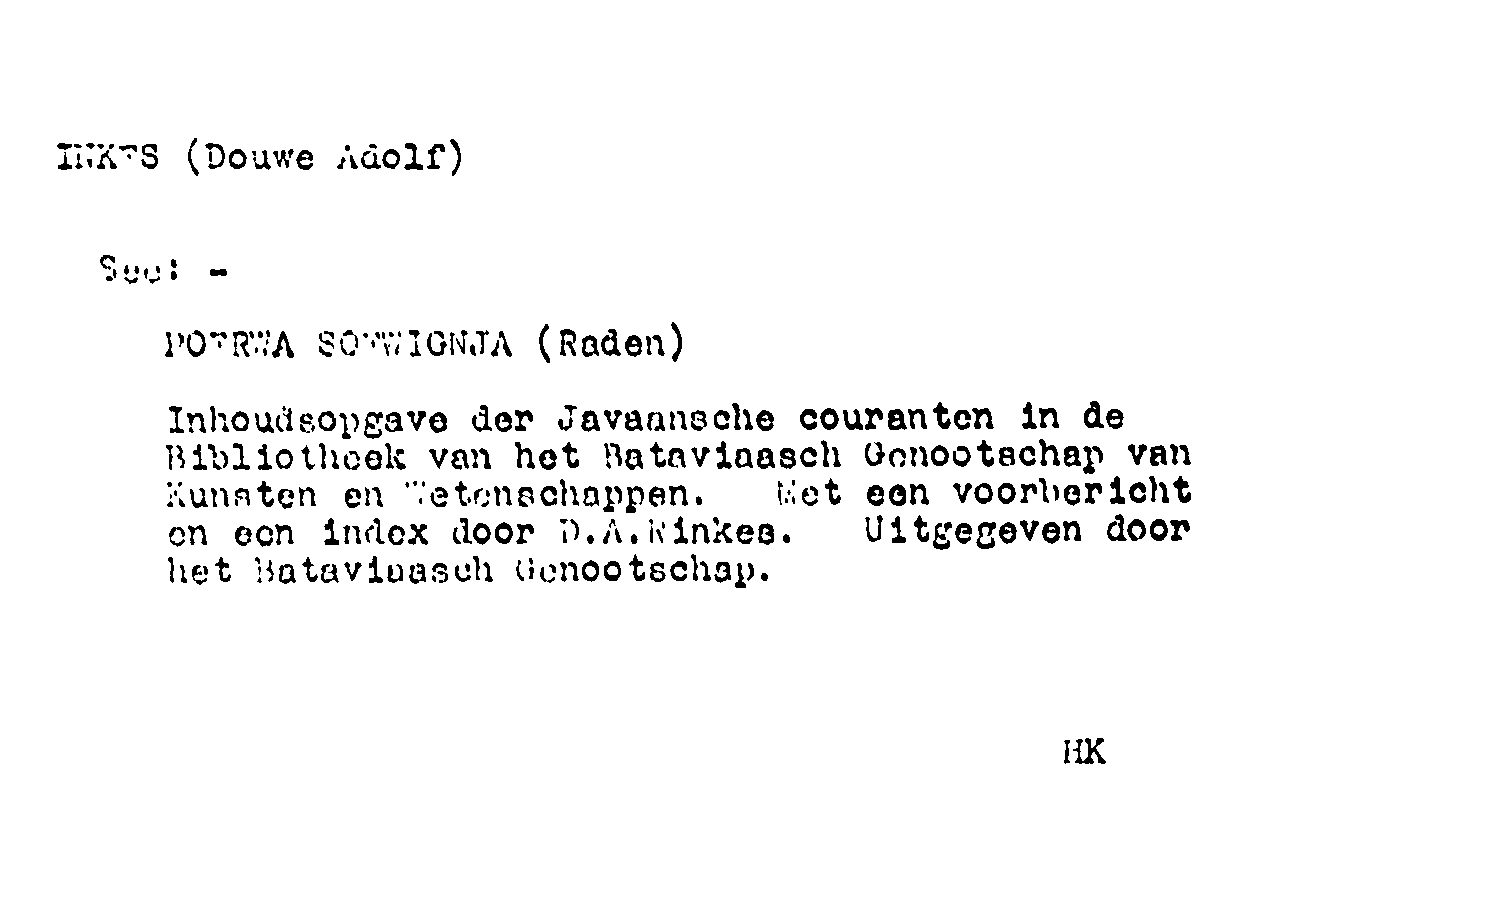 INKES (Douwe Adolf)
See: -
POERWA SOEWIGNJA (Raden)
Inhoudsopgave der Javaansche couranten in de
Bibliotheek van het Bataviaasch Genootschap van
Kunsten en Wetenschappen. Met een voorbericht
en een index door D.A.Rinkes. Uitgegeven door
het Bataviaasch Genootschap.
HK